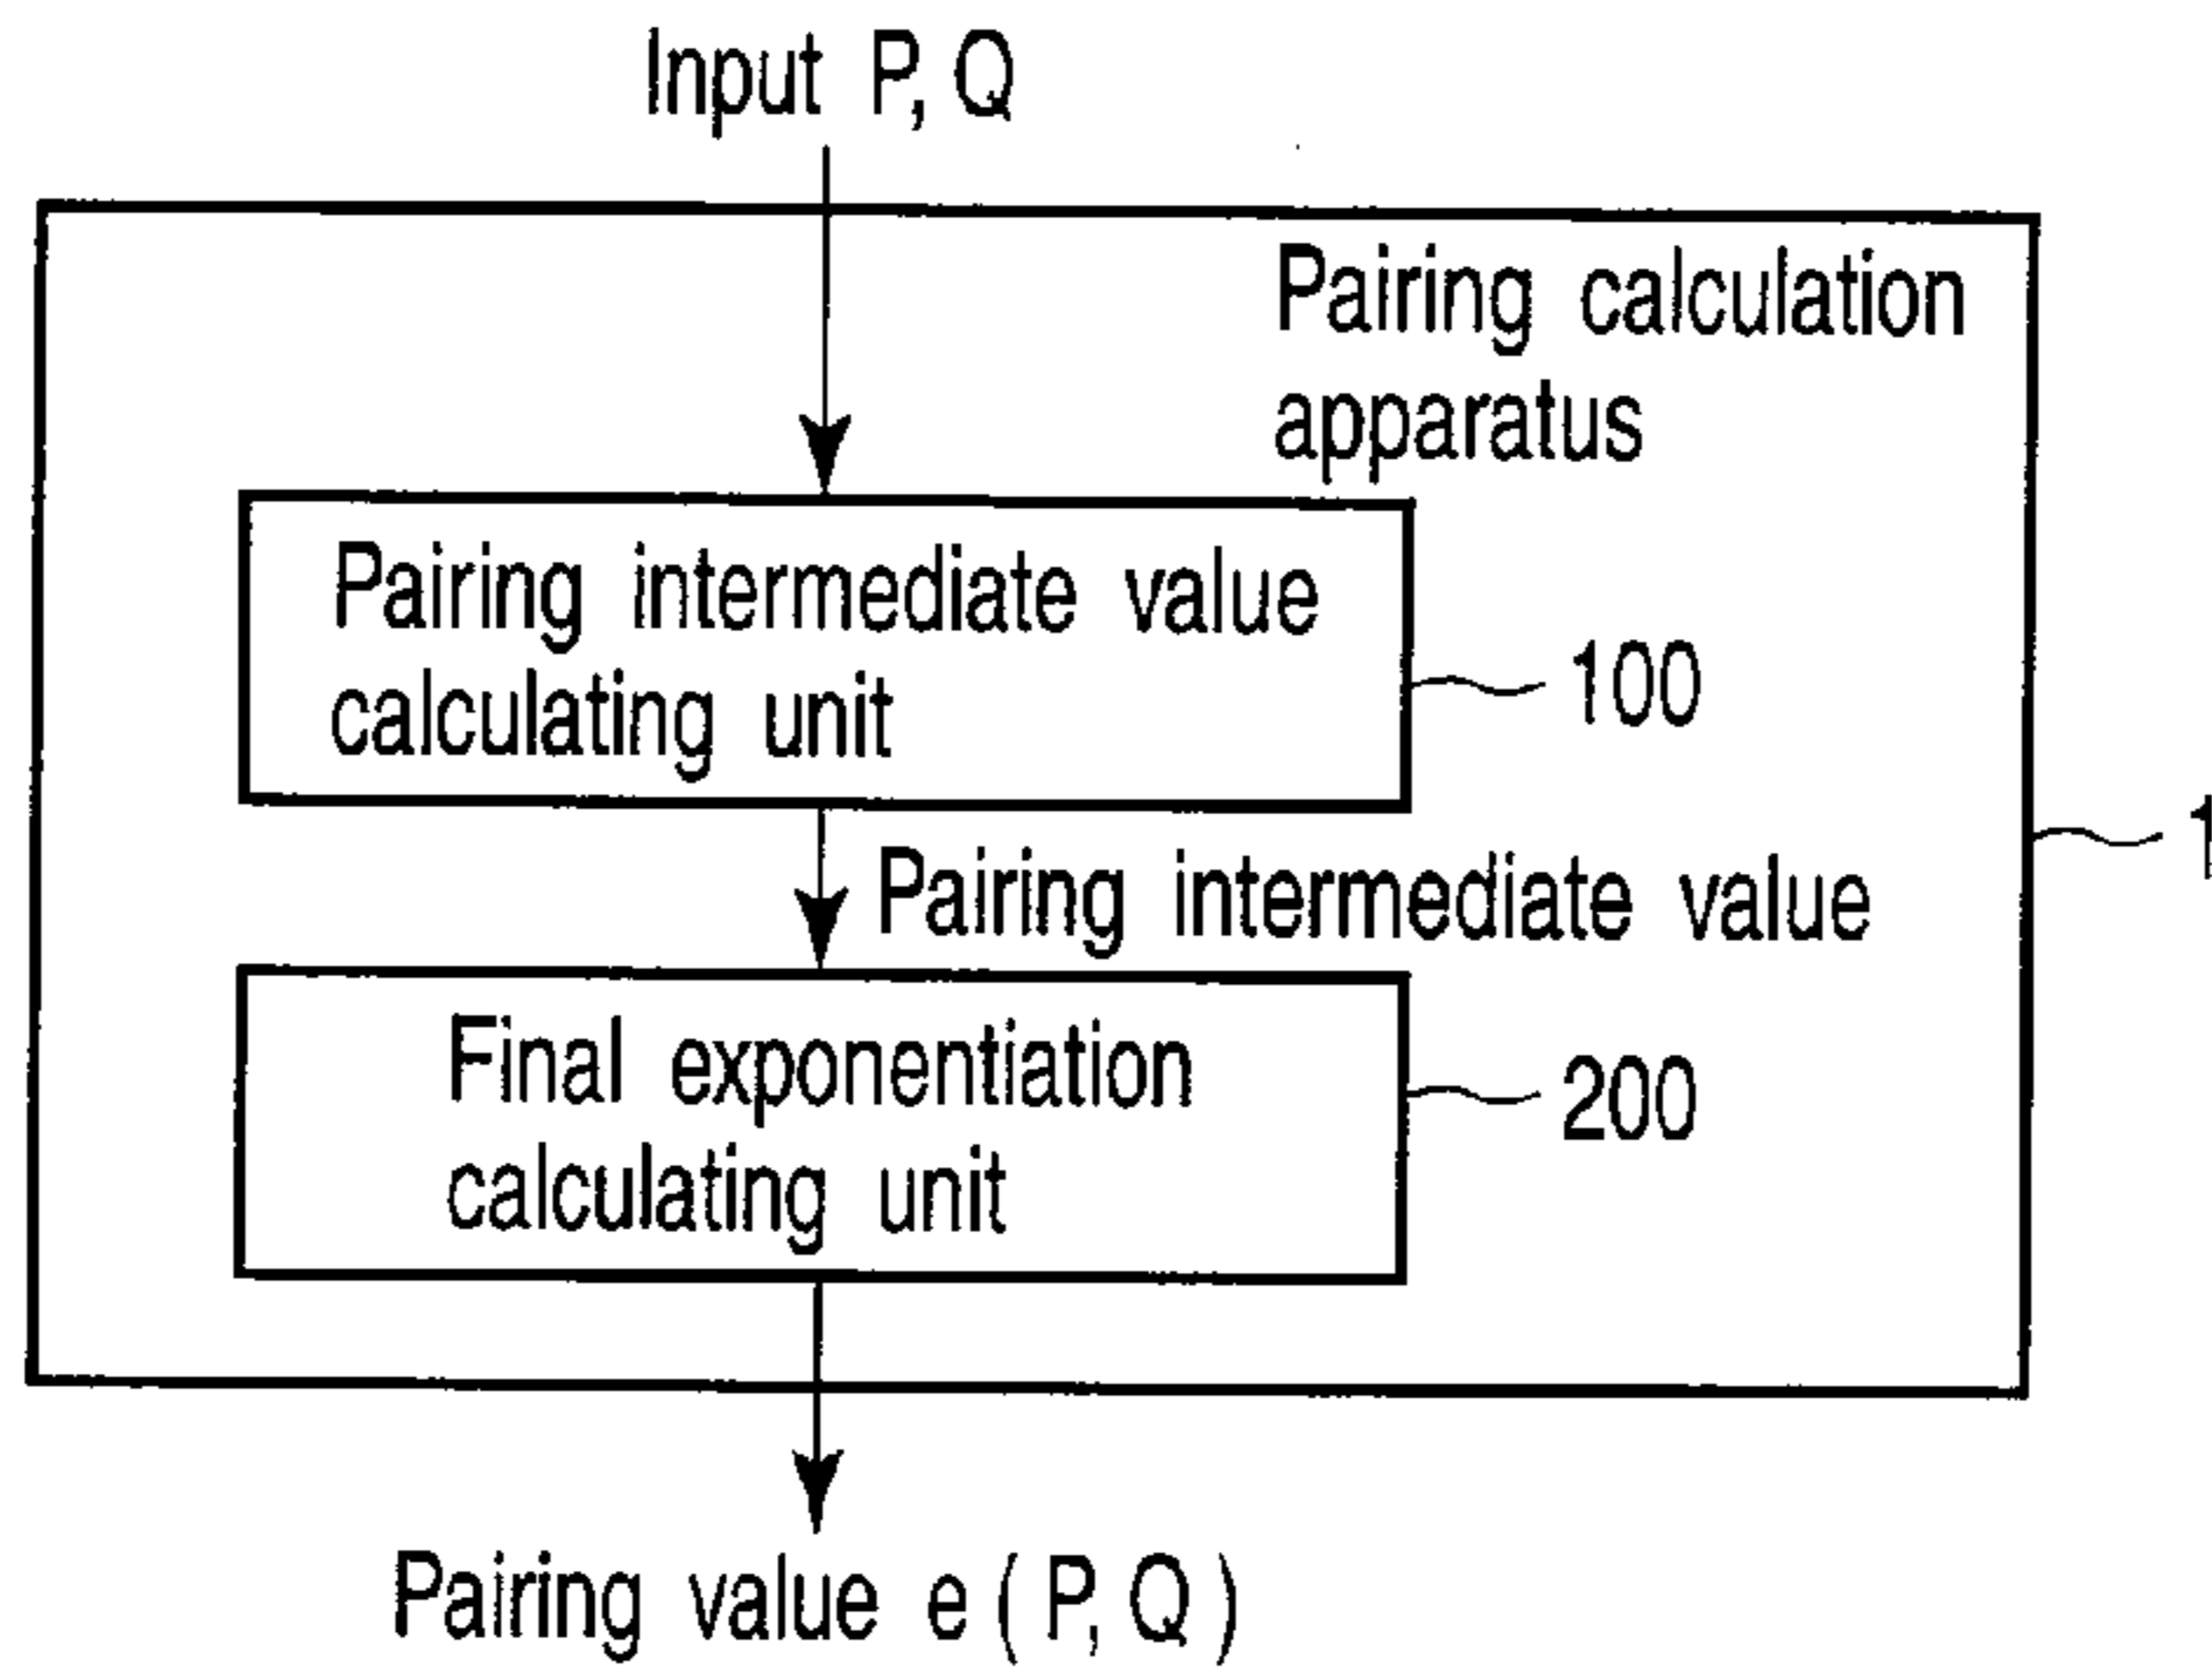 Input P, Q
Pairing calculation
apparatus
Pairing intermediate value
calculating unit
100
1
Pairing intermediate value
Final exponentiation
calculating unit
200
Pairing value e ( P, Q )